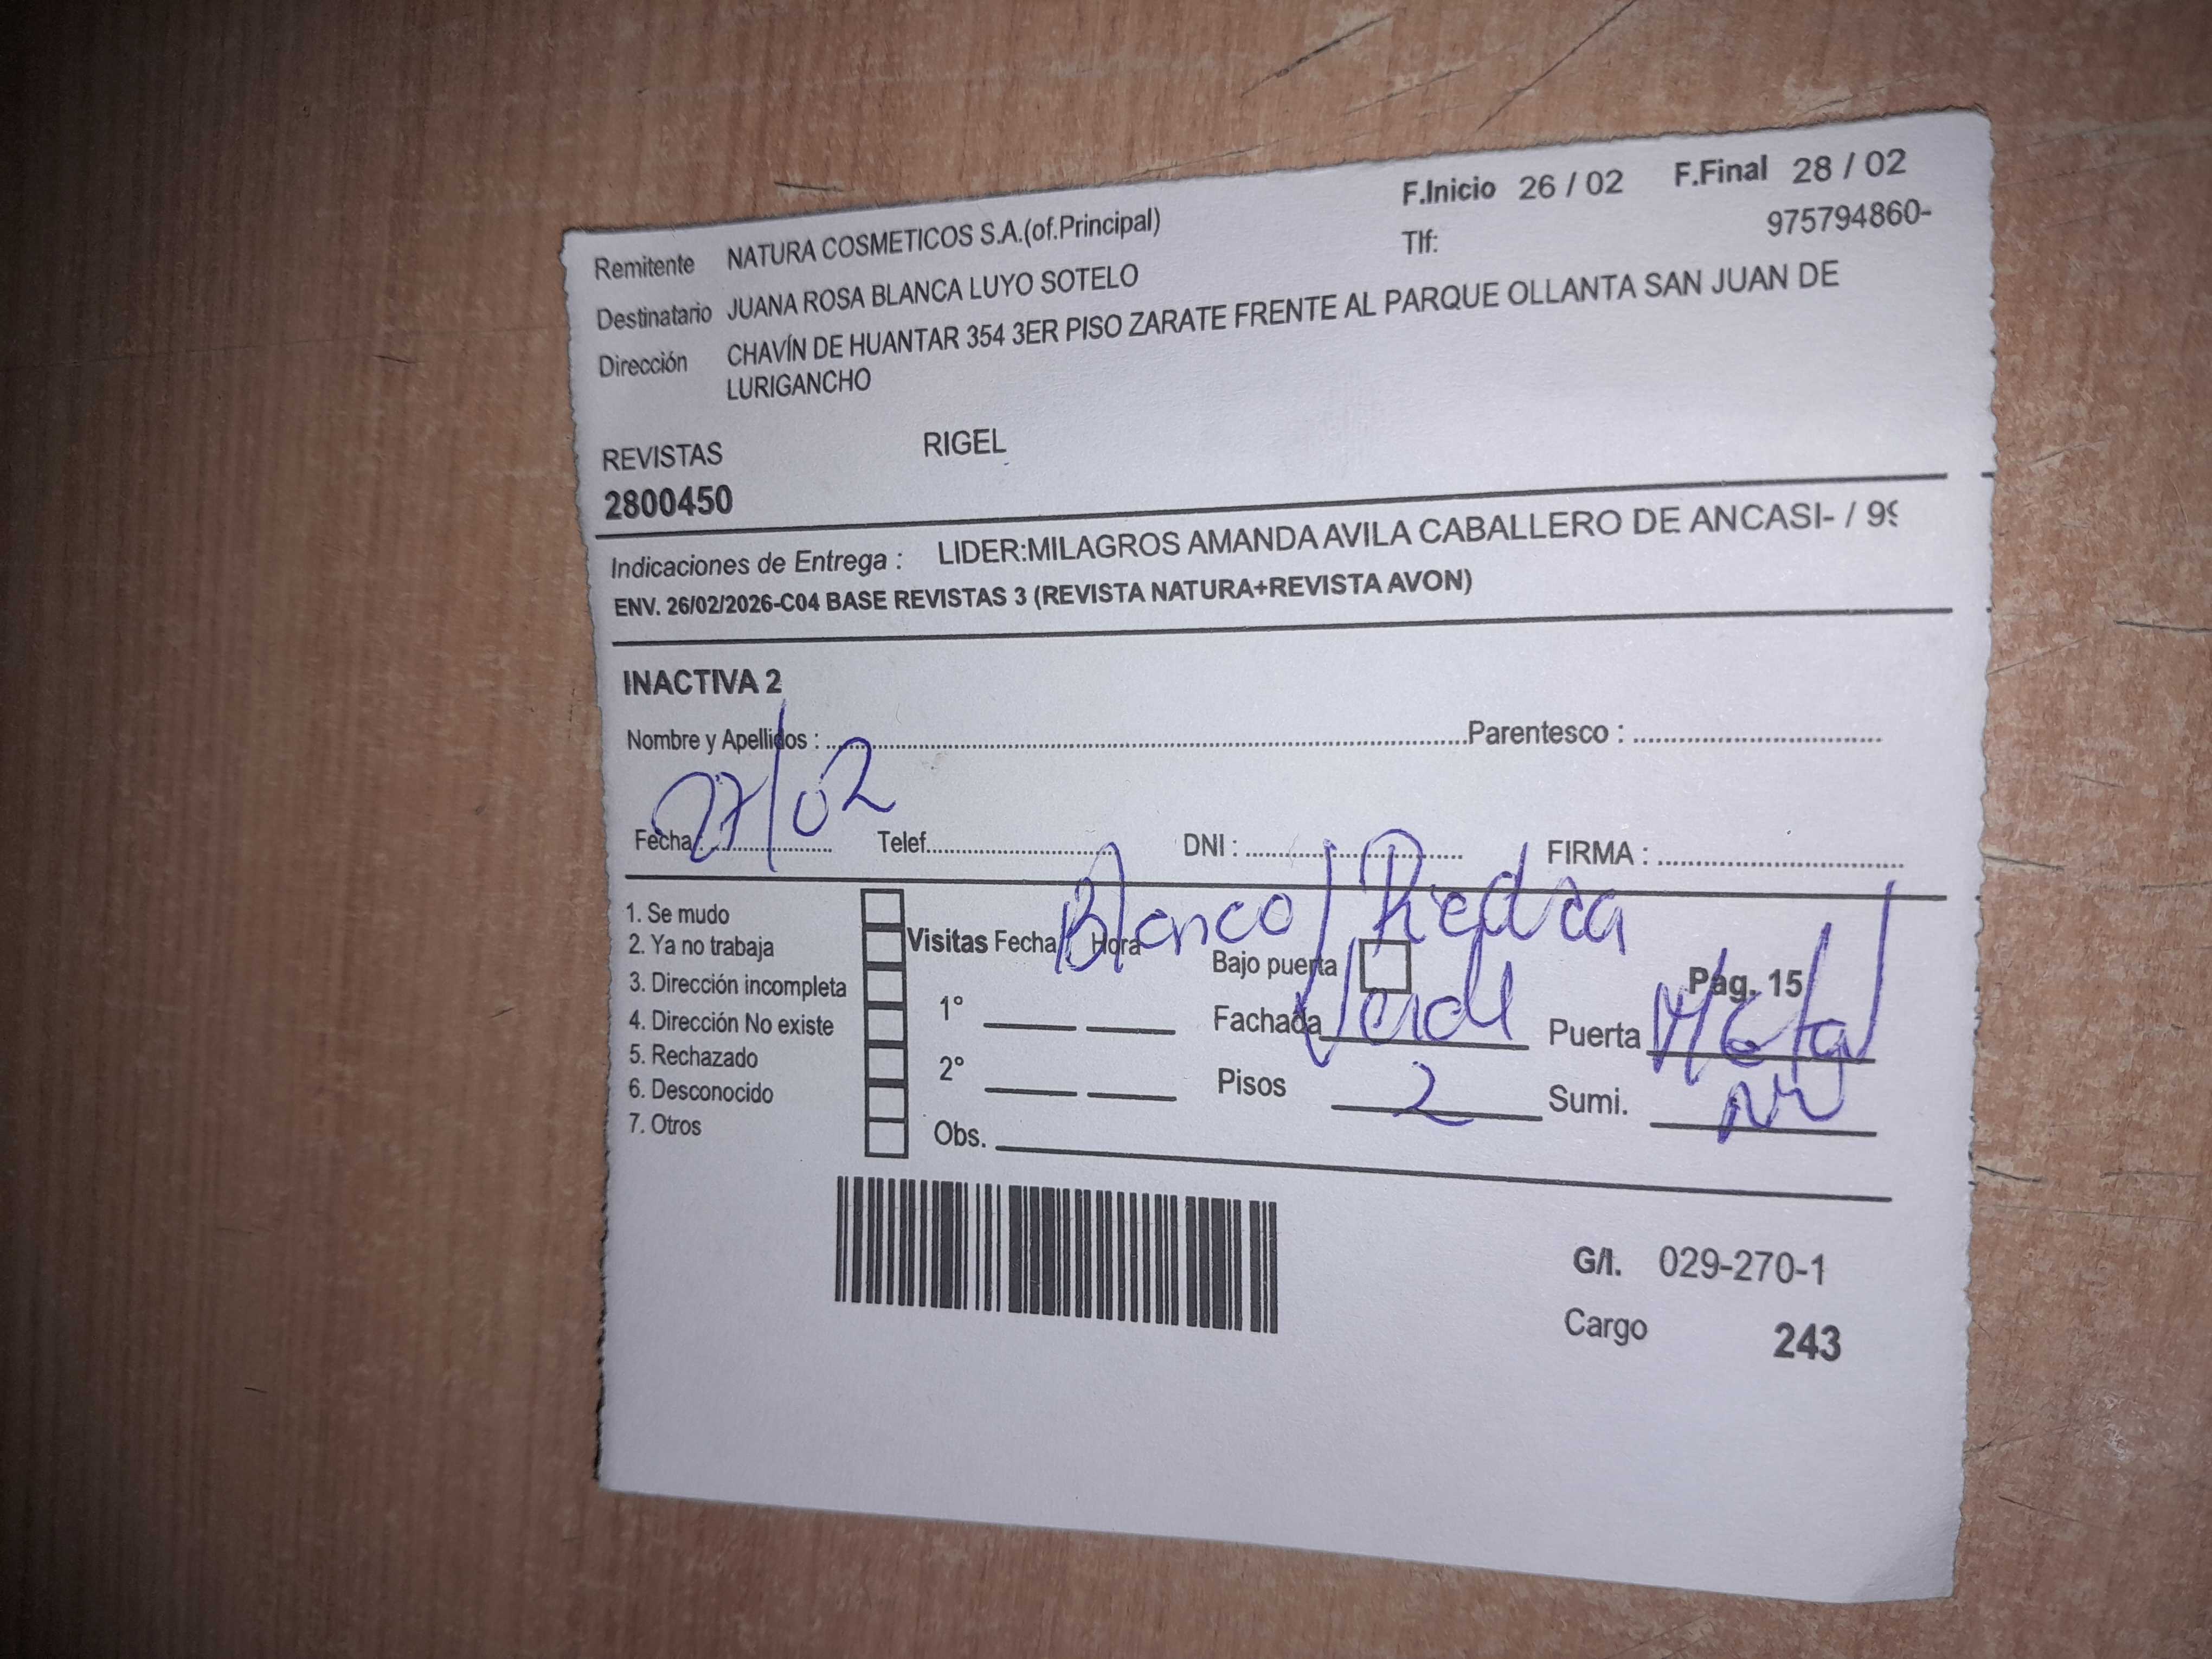 F.Inicio 26 / 02 F.Final 28 / 02
Remitente NATURA COSMETICOS S.A.(of.Principal) Tlf: 975794860-
Destinatario JUANA ROSA BLANCA LUYO SOTELO
Dirección CHAVÍN DE HUANTAR 354 3ER PISO ZARATE FRENTE AL PARQUE OLLANTA SAN JUAN DE
LURIGANCHO
REVISTAS RIGEL
2800450
Indicaciones de Entrega : LIDER:MILAGROS AMANDA AVILA CABALLERO DE ANCASI- / 99
ENV. 26/02/2026-C04 BASE REVISTAS 3 (REVISTA NATURA+REVISTA AVON)
INACTIVA 2
Nombre y Apellidos : Parentesco :
Fecha: 27/02 Telef. DNI : FIRMA :
Blanco / Piedra
1. Se mudo
2. Ya no trabaja
3. Dirección incompleta
4. Dirección No existe
5. Rechazado
6. Desconocido
7. Otros
Visitas Fecha Hora Bajo puerta Pag. 15
1° Fachada Verde Puerta Metal
2° Pisos 2 Sumi.
Obs.
G/I. 029-270-1
Cargo 243